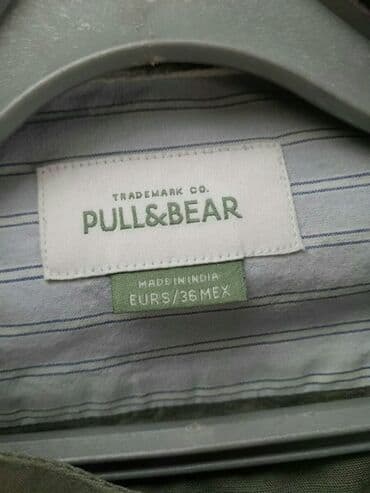 TRADEMARK CO.
PULL&BEAR
MADE IN INDIA
EUR S/36 MEX